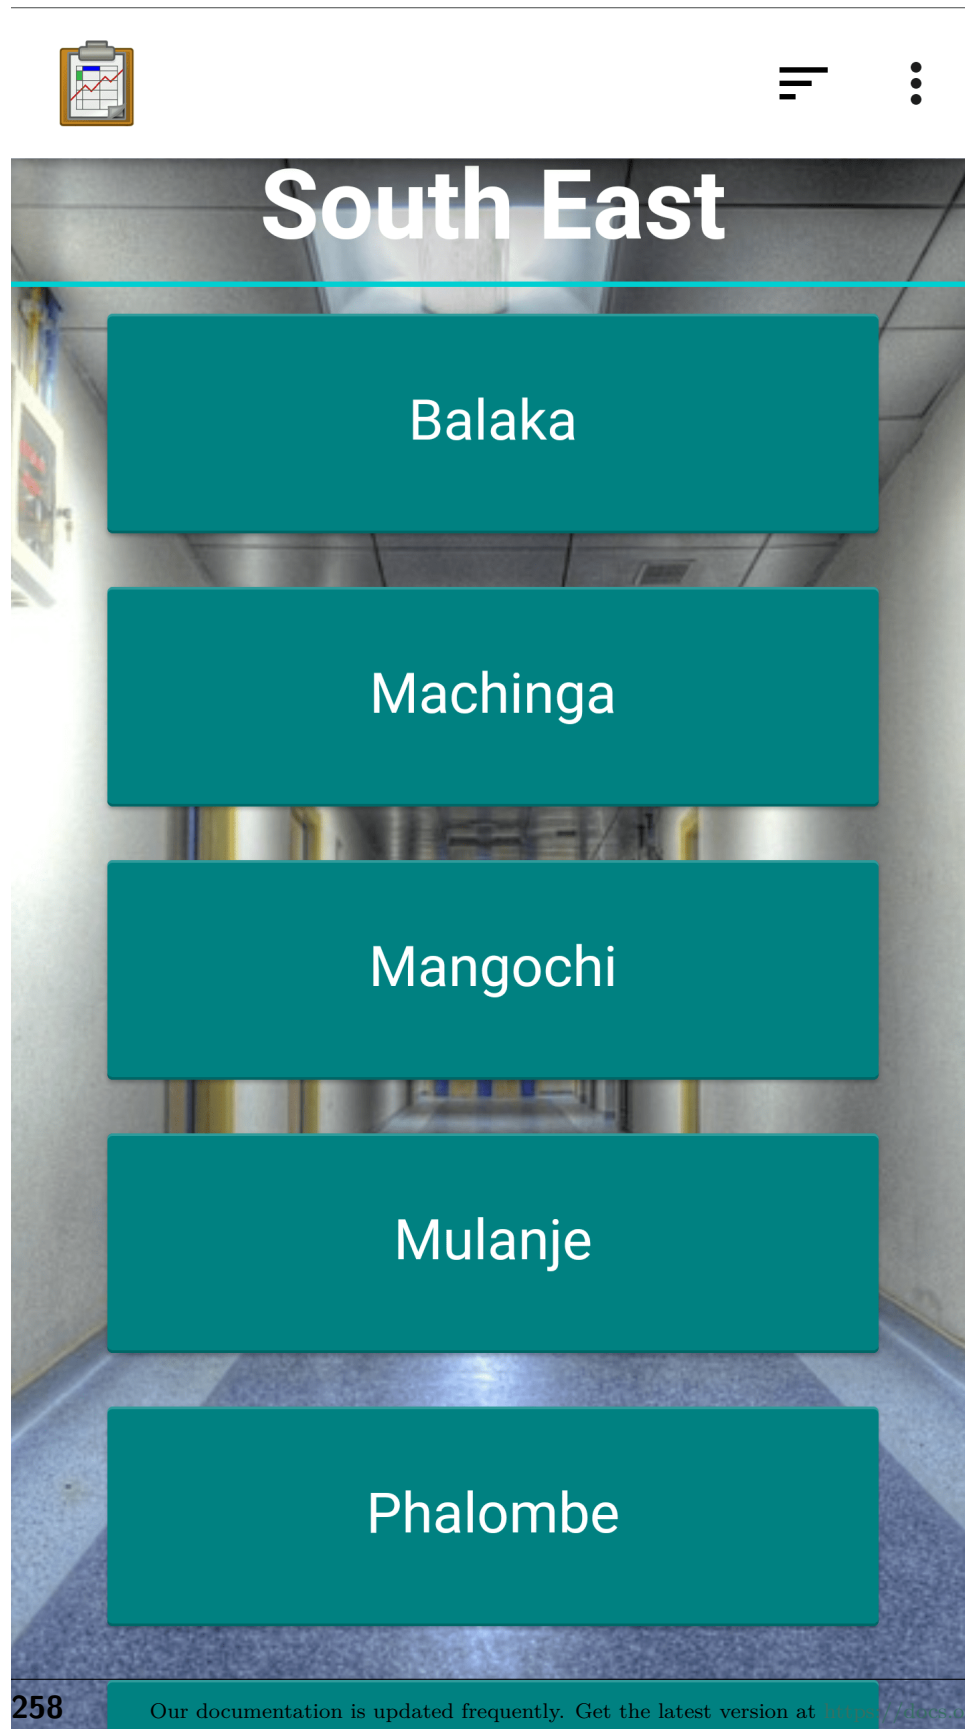 South East
Balaka
Machinga
Mangochi
Mulanje
Phalombe
258 Our documentation is updated frequently. Get the latest version at